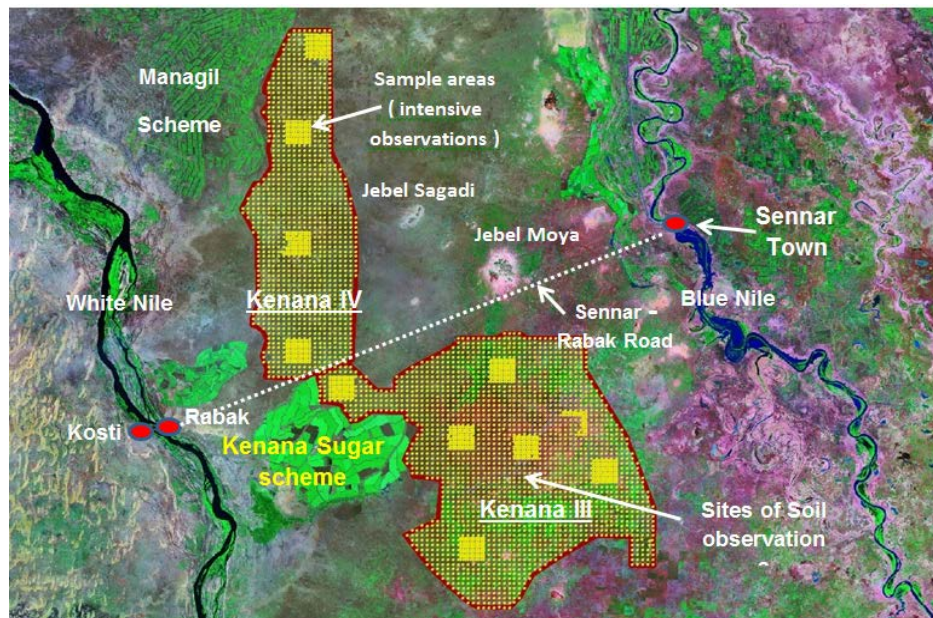 Managil
Scheme
Sample areas
( intensive
observations )
Jebel Sagadi
Jebel Moya
Sennar
Town
White Nile
Kenana IV
Blue Nile
Sennar –
Rabak Road
Rabak
Kosti
Kenana Sugar
scheme
Kenana III
Sites of Soil
observation